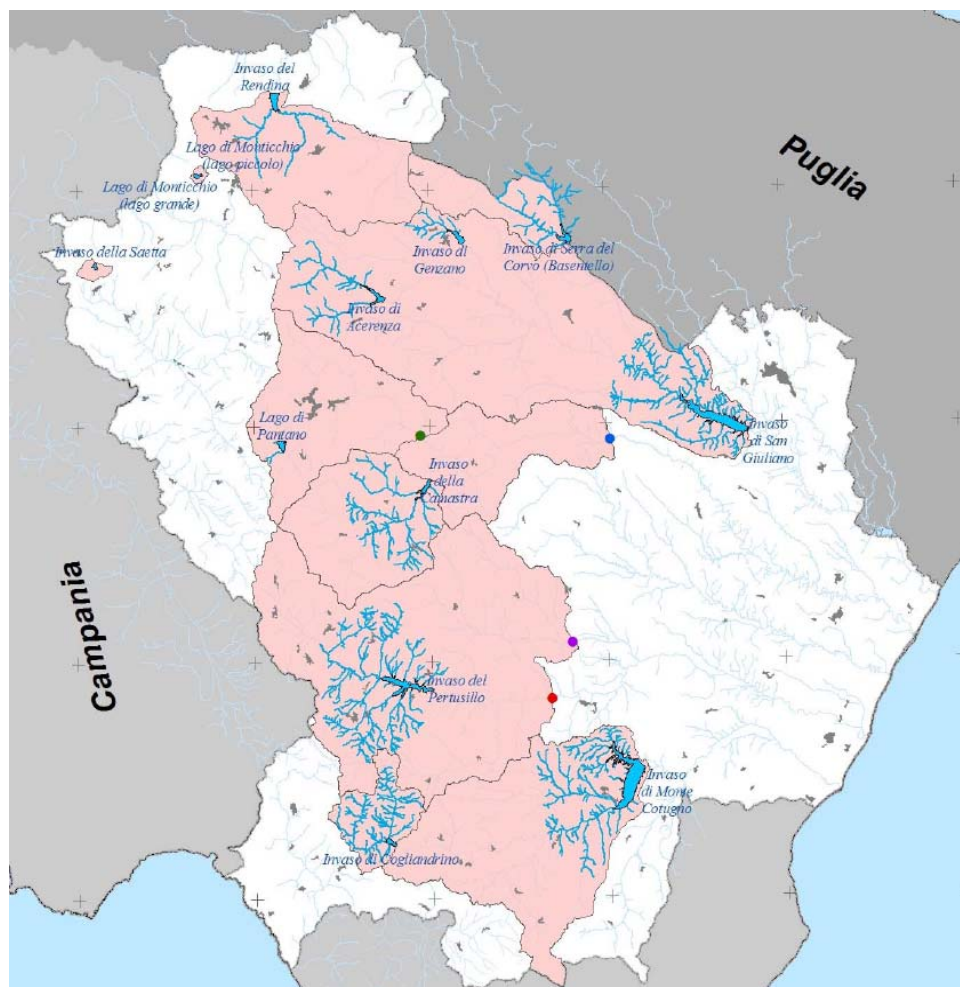 Invaso del
Rendina
Puglia
Lago di Monticchio
(lago piccolo)
Lago di Monticchio
(lago grande)
Invaso della Saetta
Invaso di
Genzano
Invaso di Serra del
Corvo (Basentello)
Invaso di
Acerenza
Lago di
Pantano
Invaso
di San
Giuliano
Invaso
della
Camastra
Campania
Invaso del
Pertusillo
Invaso
di Monte
Cotugno
Invaso di Cogliandrino